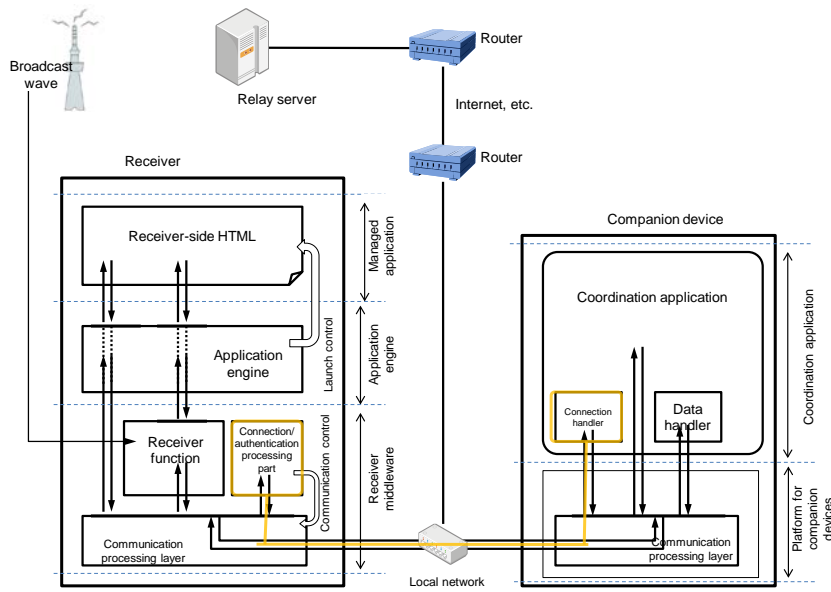 Broadcast
wave
Relay server
Router
Internet, etc.
Router
Receiver
Receiver-side HTML
Managed
application
Application
engine
Launch control
Application
engine
Receiver
function
Connection/
authentication
processing
part
Communication control
Receiver
middleware
Communication
processing layer
Local network
Companion device
Coordination application
Coordination application
Connection
handler
Data
handler
Communication
processing layer
Platform for
companion
devices